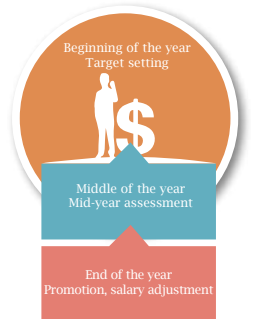 Beginning of the year
Target setting
$
Middle of the year
Mid-year assessment
End of the year
Promotion, salary adjustment